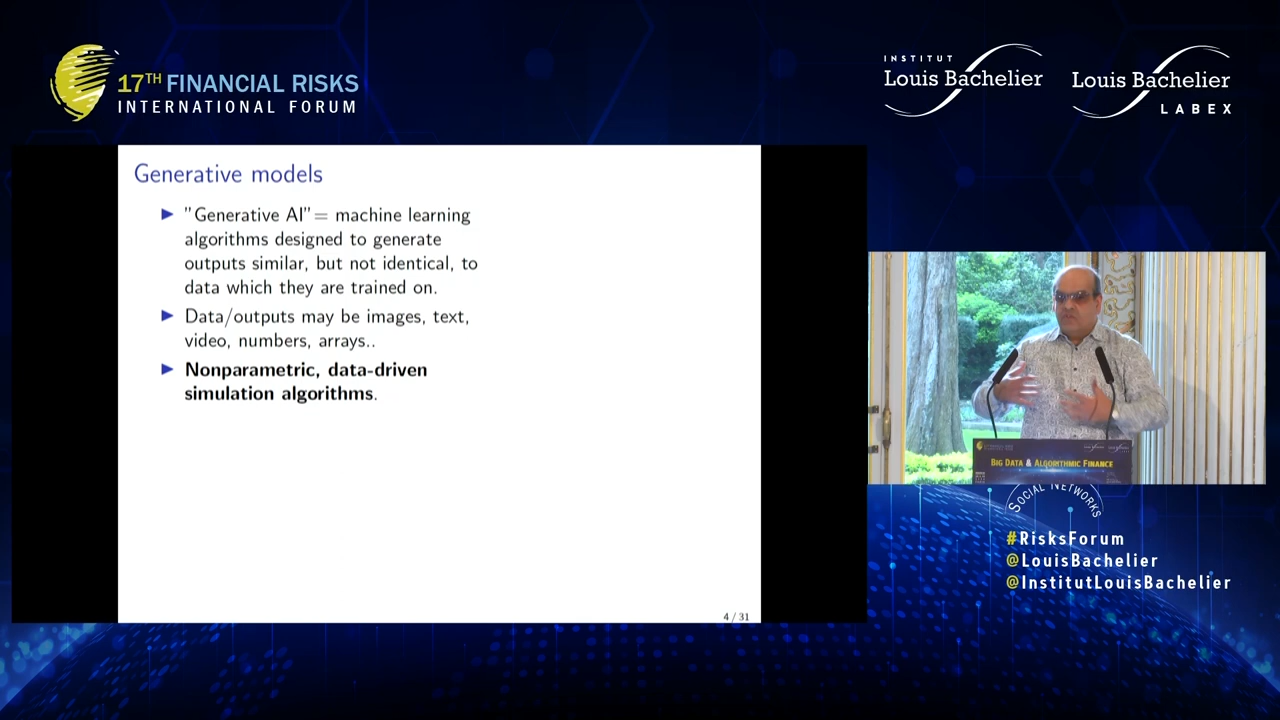 17TH FINANCIAL RISKS
INTERNATIONAL FORUM
INSTITUT
Louis Bachelier
Louis Bachelier
LABEX
Generative models
"Generative AI"= machine learning
algorithms designed to generate
outputs similar, but not identical, to
data which they are trained on.
Data/outputs may be images, text,
video, numbers, arrays..
Nonparametric, data-driven
simulation algorithms.
4 / 31
BIG DATA & ALGORITHMIC FINANCE
SOCIAL NETWORKS
#RisksForum
@LouisBachelier
@InstitutLouisBachelier